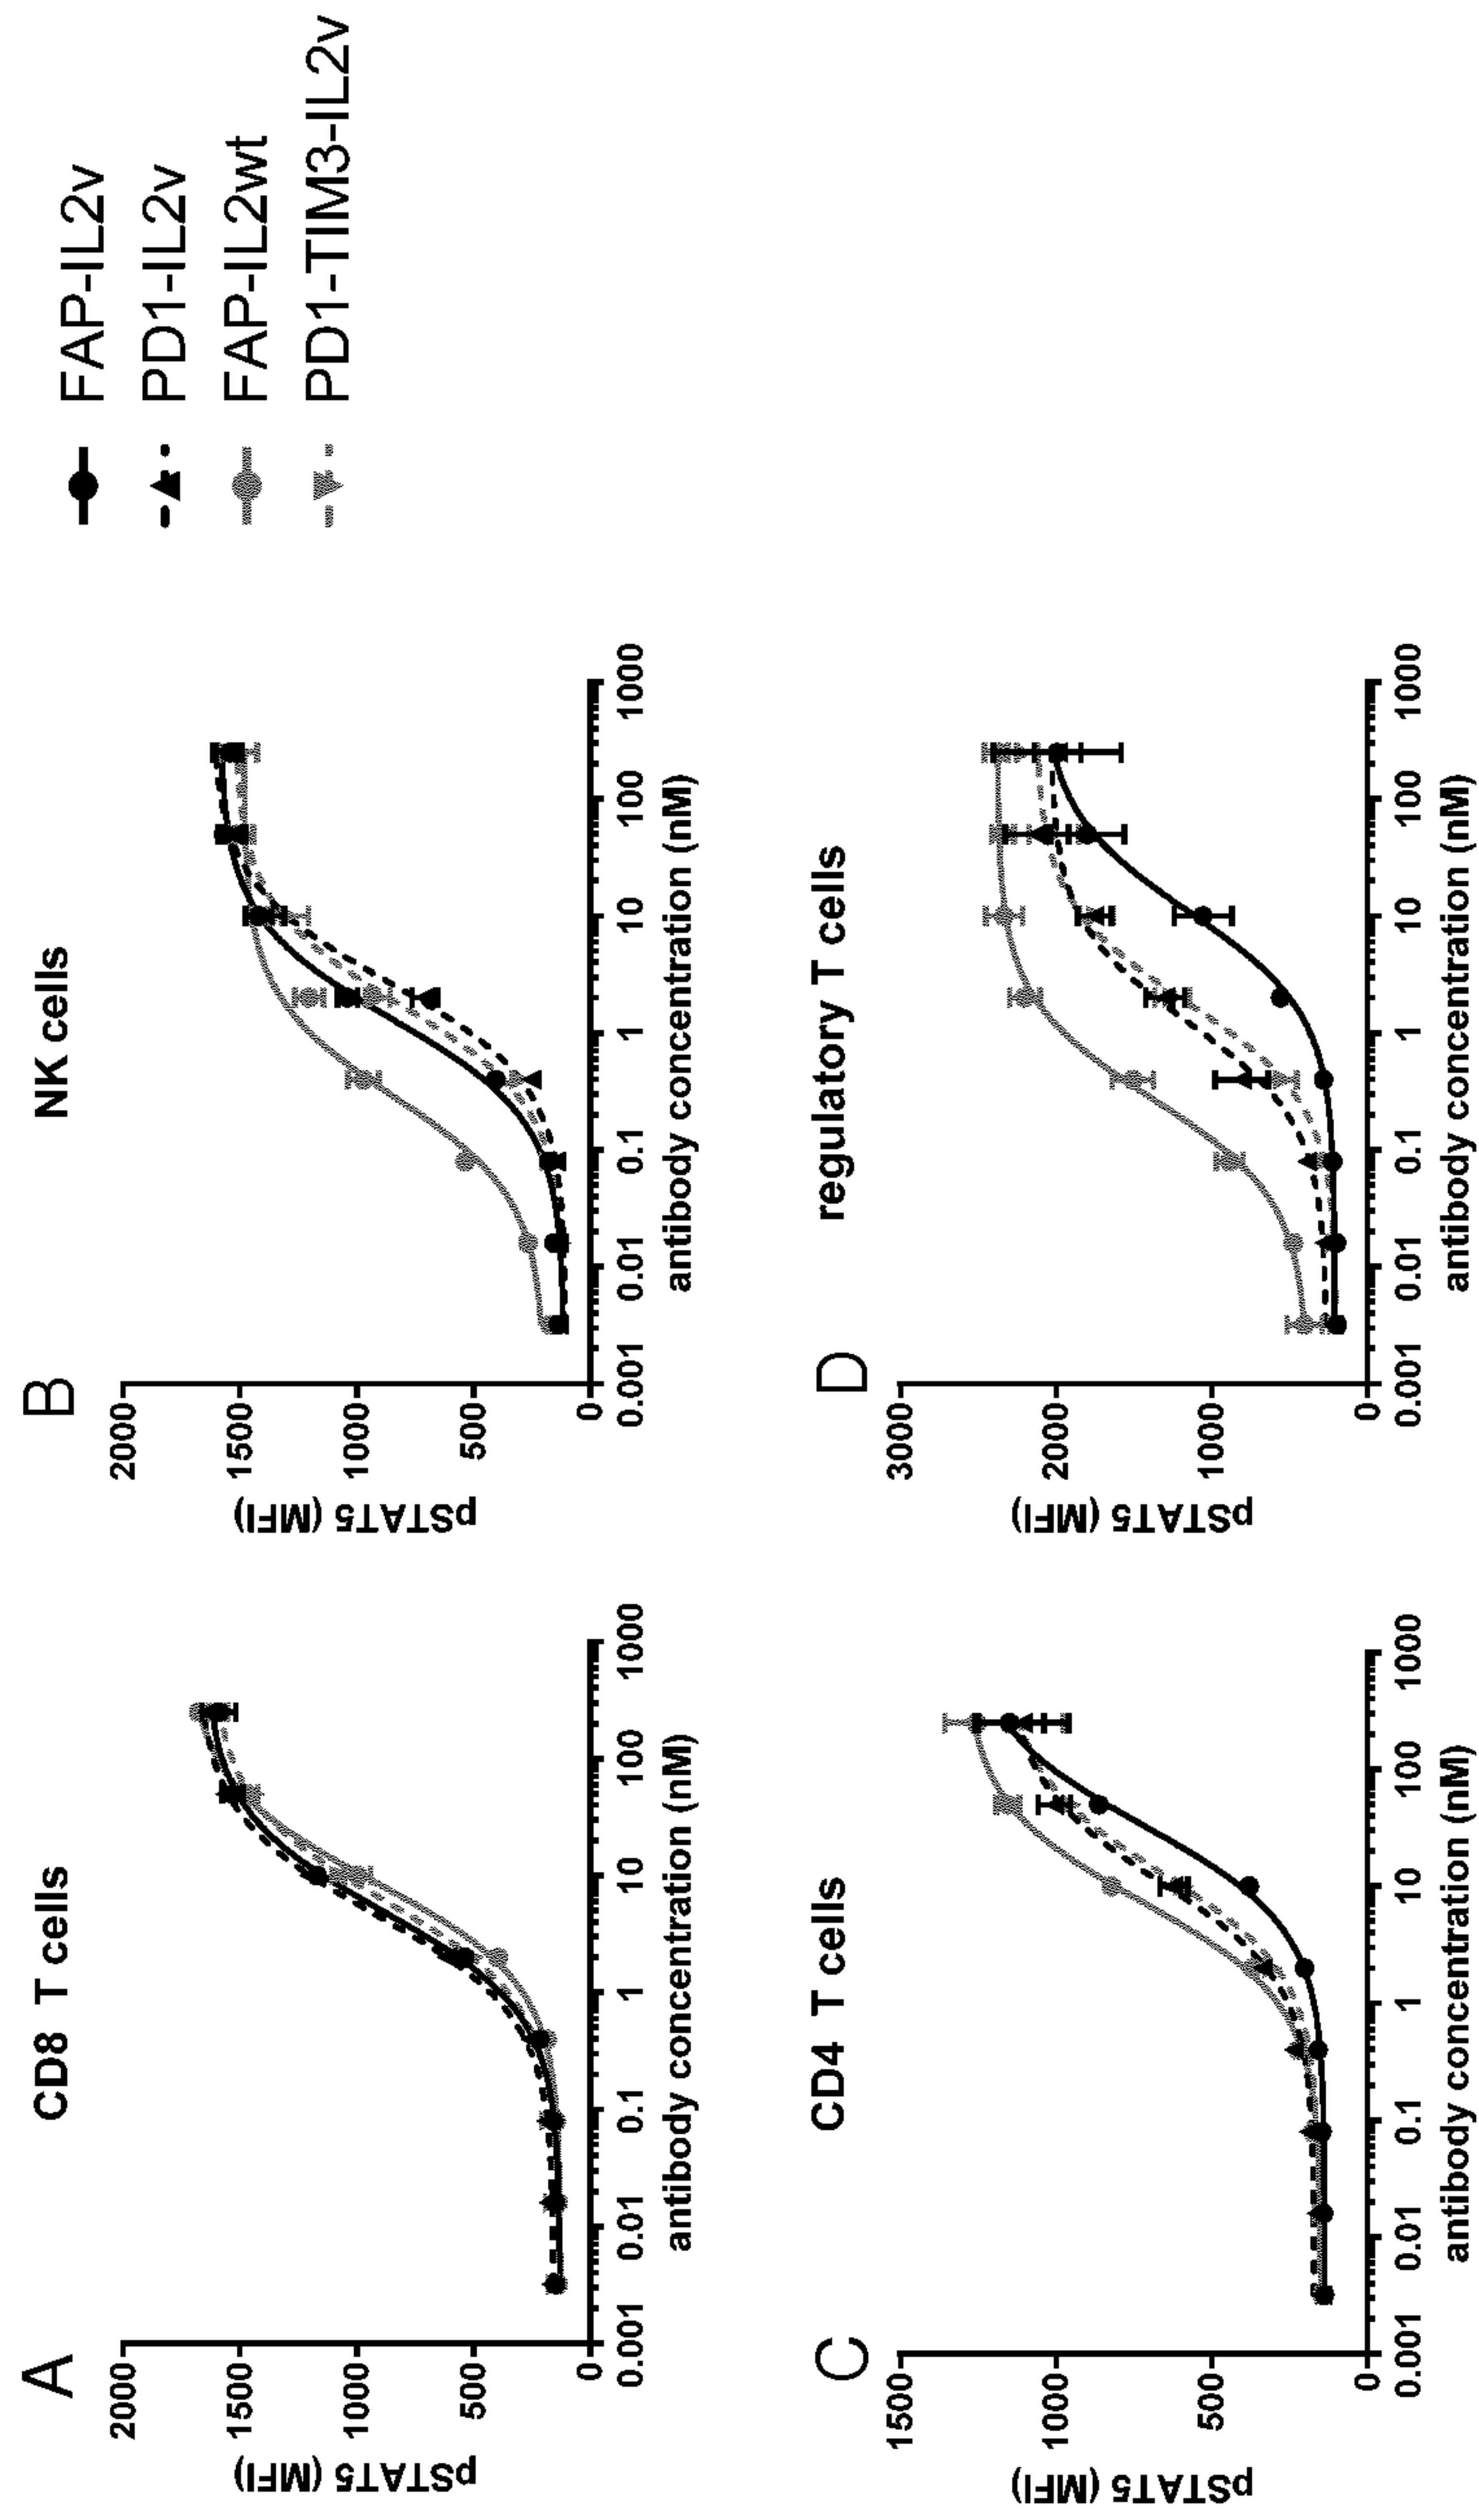 A
CD8 T cells
pSTAT5 (MFI)
2000
1500
1000
500
0
0.001 0.01 0.1 1 10 100 1000
antibody concentration (nM)
B
NK cells
pSTAT5 (MFI)
2000
1500
1000
500
0
0.001 0.01 0.1 1 10 100 1000
antibody concentration (nM)
FAP-IL2v
PD1-IL2v
FAP-IL2wt
PD1-TIM3-IL2v
C
CD4 T cells
pSTAT5 (MFI)
1500
1000
500
0
0.001 0.01 0.1 1 10 100 1000
antibody concentration (nM)
D
regulatory T cells
pSTAT5 (MFI)
3000
2000
1000
0
0.001 0.01 0.1 1 10 100 1000
antibody concentration (nM)